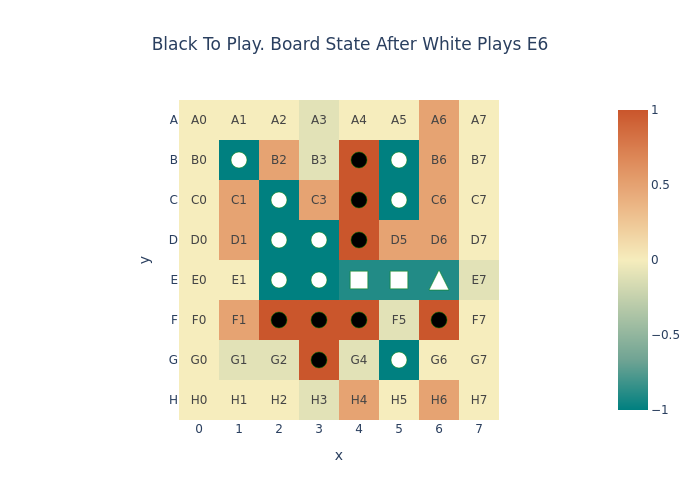 Black To Play. Board State After White Plays E6
A A0 A1 A2 A3 A4 A5 A6 A7 1
B B0 B2 B3 B6 B7
C C0 C1 C3 C6 C7 0.5
D D0 D1 D5 D6 D7
y
E E0 E1 E7 0
F F0 F1 F5 F7 −0.5
G G0 G1 G2 G4 G6 G7
H H0 H1 H2 H3 H4 H5 H6 H7 −1
0 1 2 3 4 5 6 7
x